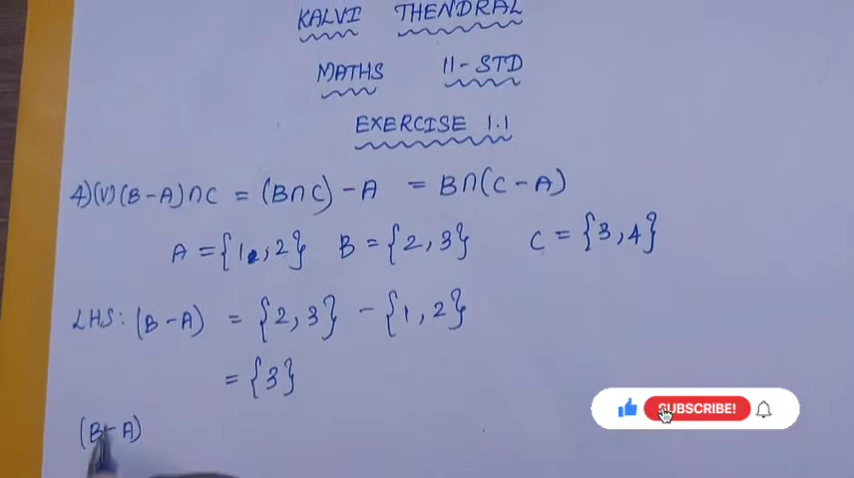 KALVI THENDRAL
MATHS 11-STD
EXERCISE 1.1
4)(V)(B-A)∩C = (B∩C)-A = B∩(C-A)
A = {1,2} B = {2,3} C = {3,4}
LHS: (B-A) = {2,3} - {1,2}
= {3}
SUBSCRIBE!
(B-A)